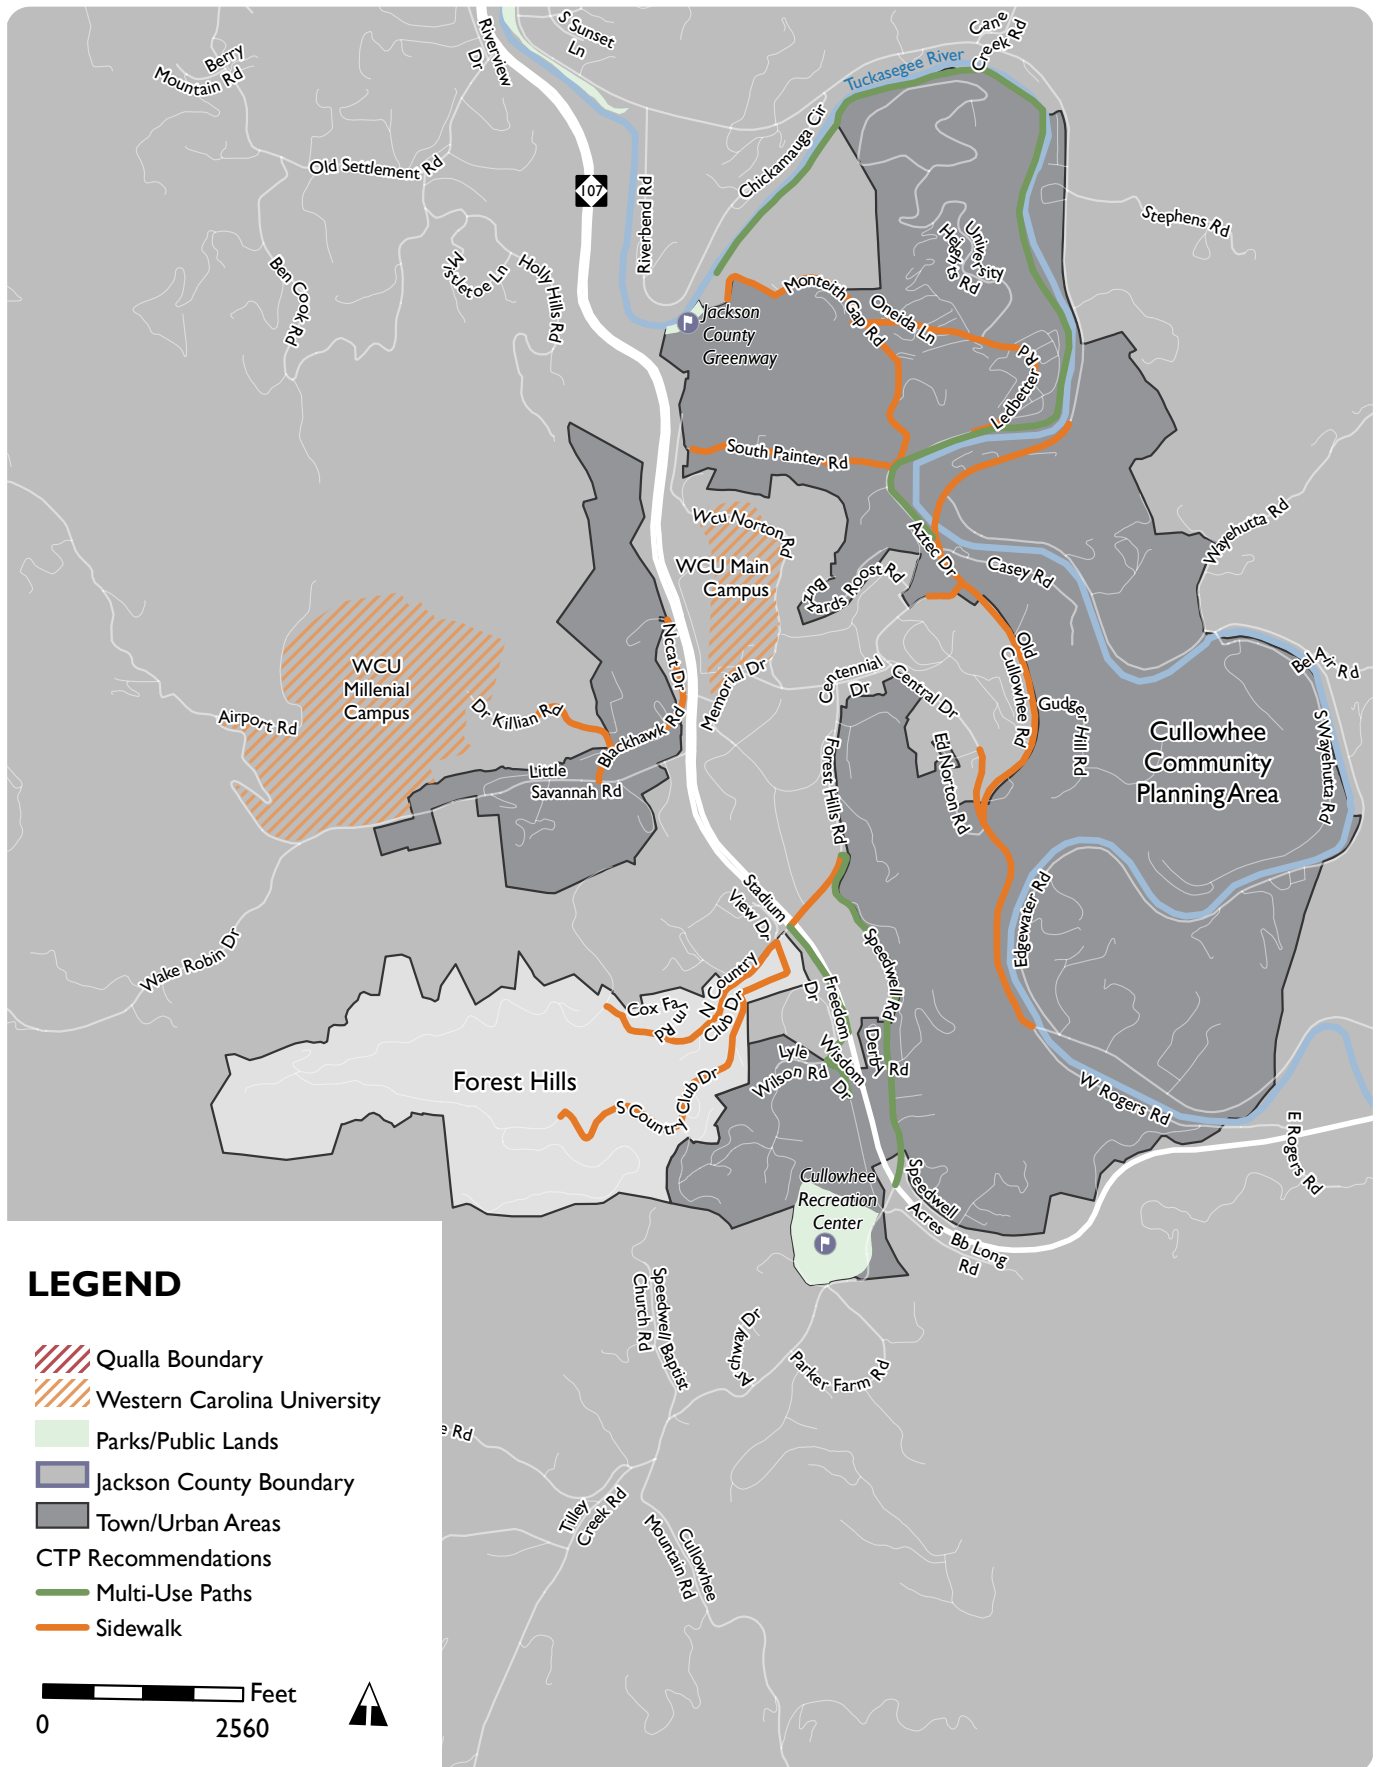 S Sunset
Ln
Riverview
Dr
Cane
Creek Rd
Berry
Mountain Rd
Tuckasegee River
Old Settlement Rd
Chickamauga Cir
107
Riverbend Rd
Stephens Rd
University
Heights Rd
Mistletoe Ln
Holly Hills Rd
Ben Cook Rd
Monteith
Gap Rd
Oneida Ln
Jackson
County
Greenway
Ledbetter
Rd
South Painter Rd
Wcu Norton
Rd
Wayehutta Rd
Aztec Dr
WCU Main
Campus
Buzzards Roost Rd
Casey Rd
Nccat Dr
Old
Cullowhee Rd
Bel Air Rd
WCU
Millenial
Campus
Memorial Dr
Centennial
Dr
Central Dr
Gudger
Hill Rd
Airport Rd
Dr Killian Rd
Blackhawk Rd
Forest Hills Rd
Ed Norton Rd
S Wayehutta Rd
Cullowhee
Community
Planning Area
Little
Savannah Rd
Stadium
View Dr
Edgewater Rd
Wake Robin Dr
Speedwell Rd
N Country
Club Dr
Cox Farm
Rd
Freedom
Dr
Derby
Rd
Wisdom
Dr
Lyle
Wilson Rd
Forest Hills
S Country
Club Dr
W Rogers Rd
E Rogers Rd
Cullowhee
Recreation
Center
Speedwell
Acres
Bb Long
Rd
Speedwell Baptist
Church Rd
Archway Dr
Parker Farm Rd
e Rd
Tilley
Creek Rd
Cullowhee
Mountain Rd
LEGEND
Qualla Boundary
Western Carolina University
Parks/Public Lands
Jackson County Boundary
Town/Urban Areas
CTP Recommendations
Multi-Use Paths
Sidewalk
Feet
0 2560